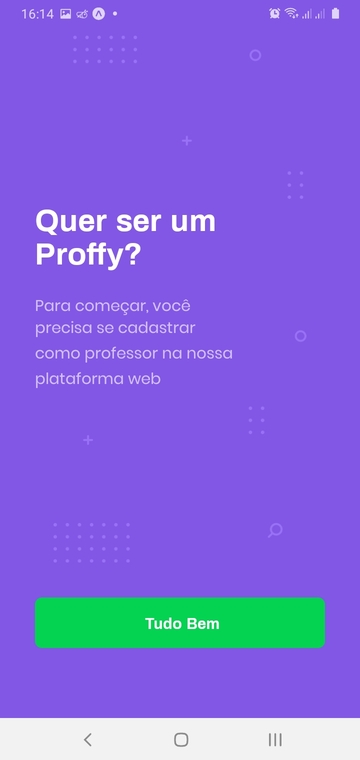 16:14
Quer ser um
Proffy?
Para começar, você
precisa se cadastrar
como professor na nossa
plataforma web
Tudo Bem